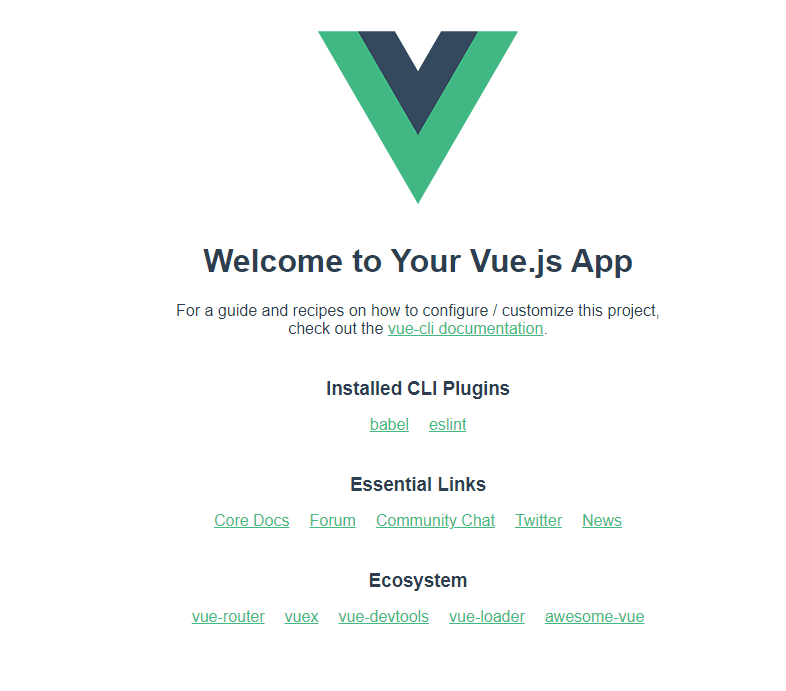 Welcome to Your Vue.js App
For a guide and recipes on how to configure / customize this project,
check out the vue-cli documentation.
Installed CLI Plugins
babel eslint
Essential Links
Core Docs Forum Community Chat Twitter News
Ecosystem
vue-router vuex vue-devtools vue-loader awesome-vue